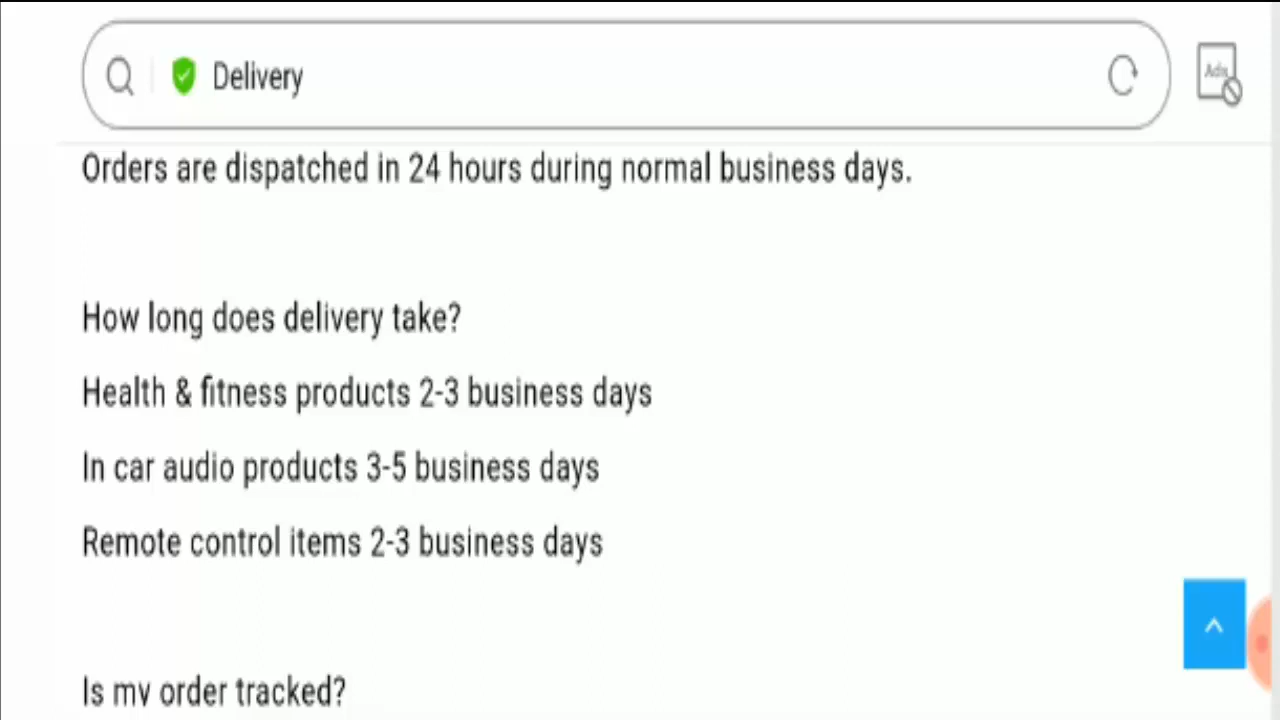 Delivery
Ads
Orders are dispatched in 24 hours during normal business days.
How long does delivery take?
Health & fitness products 2-3 business days
In car audio products 3-5 business days
Remote control items 2-3 business days
Is my order tracked?